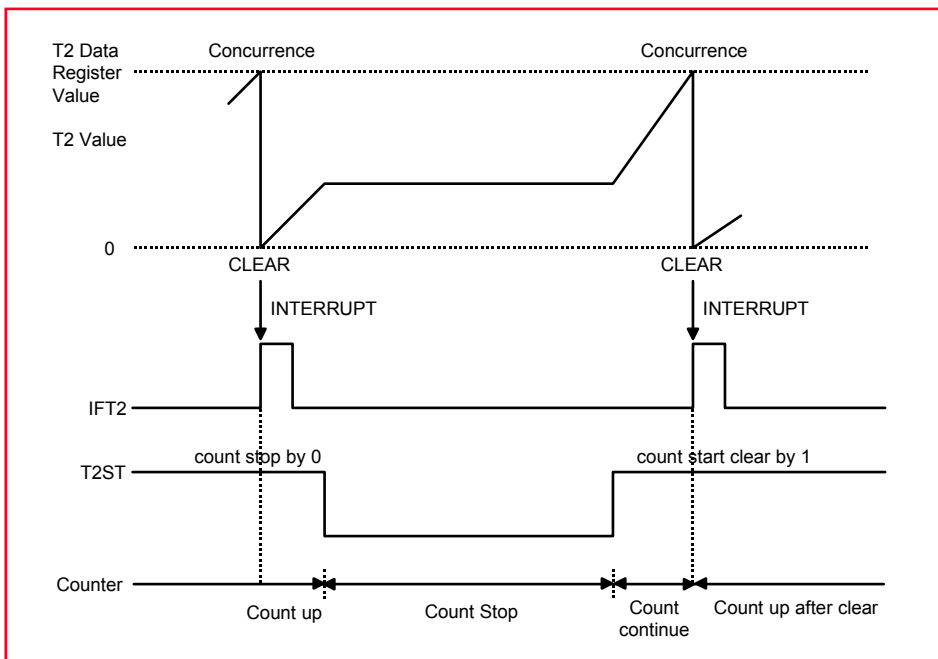 T2 Data
Register
Value
Concurrence
Concurrence
T2 Value
0
CLEAR
CLEAR
INTERRUPT
INTERRUPT
IFT2
count stop by 0
count start clear by 1
T2ST
Counter
Count up
Count Stop
Count
continue
Count up after clear